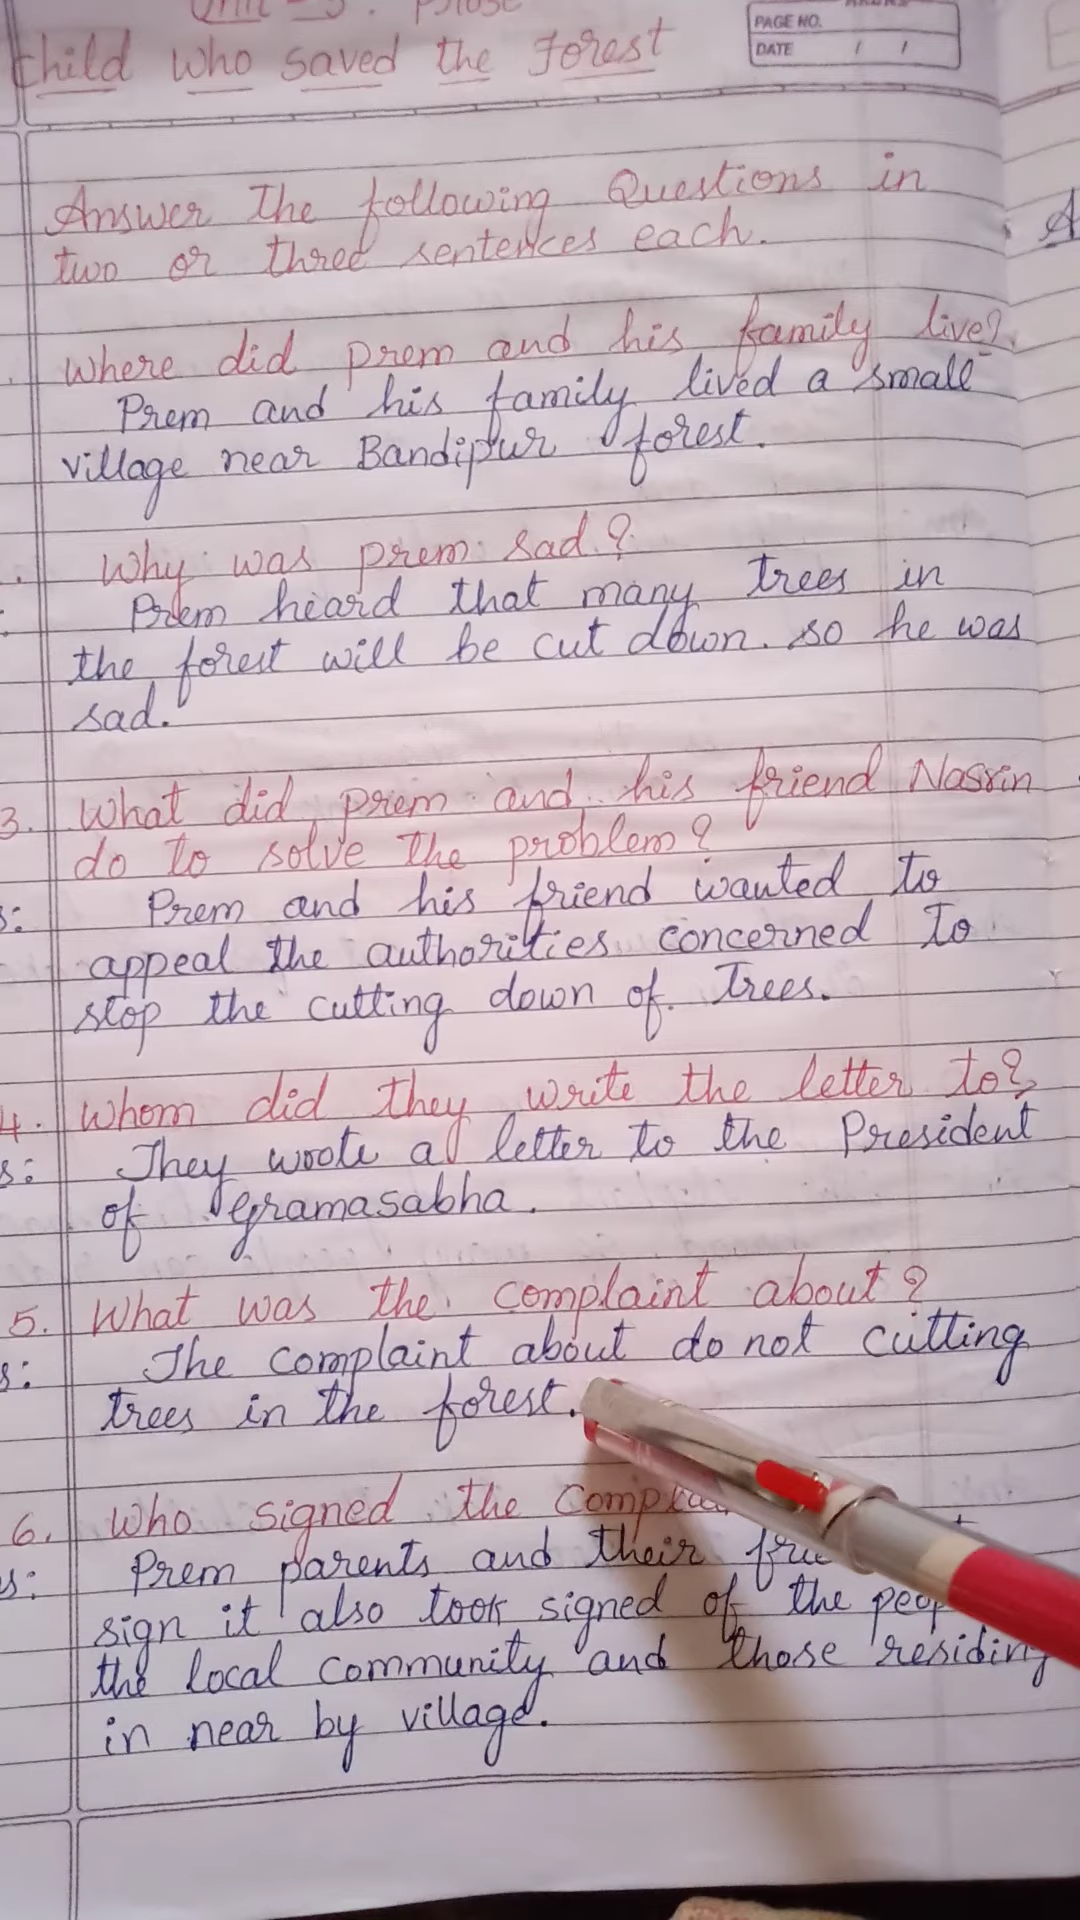 Unit - 3 : Prose
child who saved the Forest
PAGE NO.
DATE / /
Answer The following Questions in
two or three sentences each.
Where did prem and his family live?
Prem and his family lived a small
village near Bandipur forest.
Why was prem sad?
Prem heard that many trees in
the forest will be cut down. so he was
sad.
3. What did prem and his friend Nasrin
do to solve the problem?
s: Prem and his friend wanted to
appeal the authorities concerned To
stop the cutting down of Trees.
4. Whom did they write the letter to?
s: They wrote a letter to the President
of Gramasabha.
5. What was the complaint about?
s: The complaint about do not cutting
trees in the forest.
6. Who signed the
s: Prem parents and their
sign it also took signed of the
the local community and those residing
in near by village.